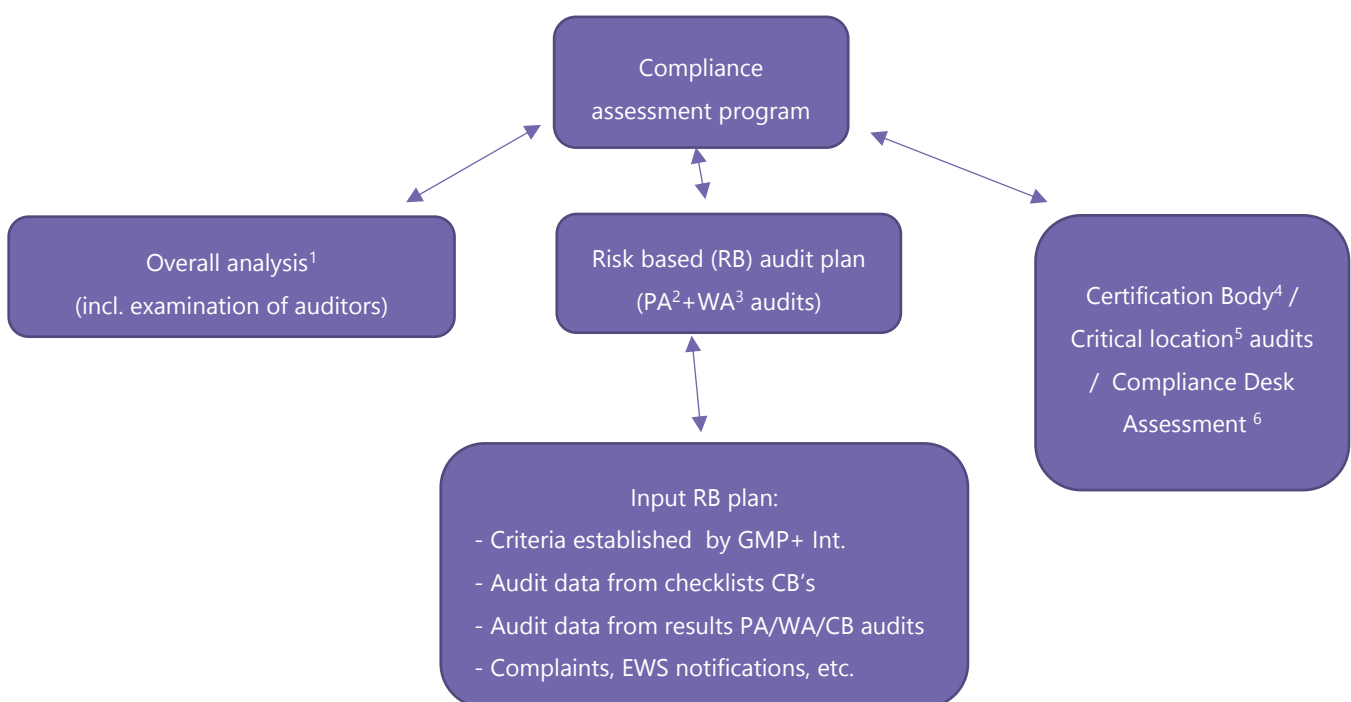 Compliance
assessment program
Overall analysis¹
(incl. examination of auditors)
Risk based (RB) audit plan
(PA²+WA³ audits)
Certification Body⁴ /
Critical location⁵ audits
/ Compliance Desk
Assessment ⁶
Input RB plan:
- Criteria established by GMP+ Int.
- Audit data from checklists CB's
- Audit data from results PA/WA/CB audits
- Complaints, EWS notifications, etc.